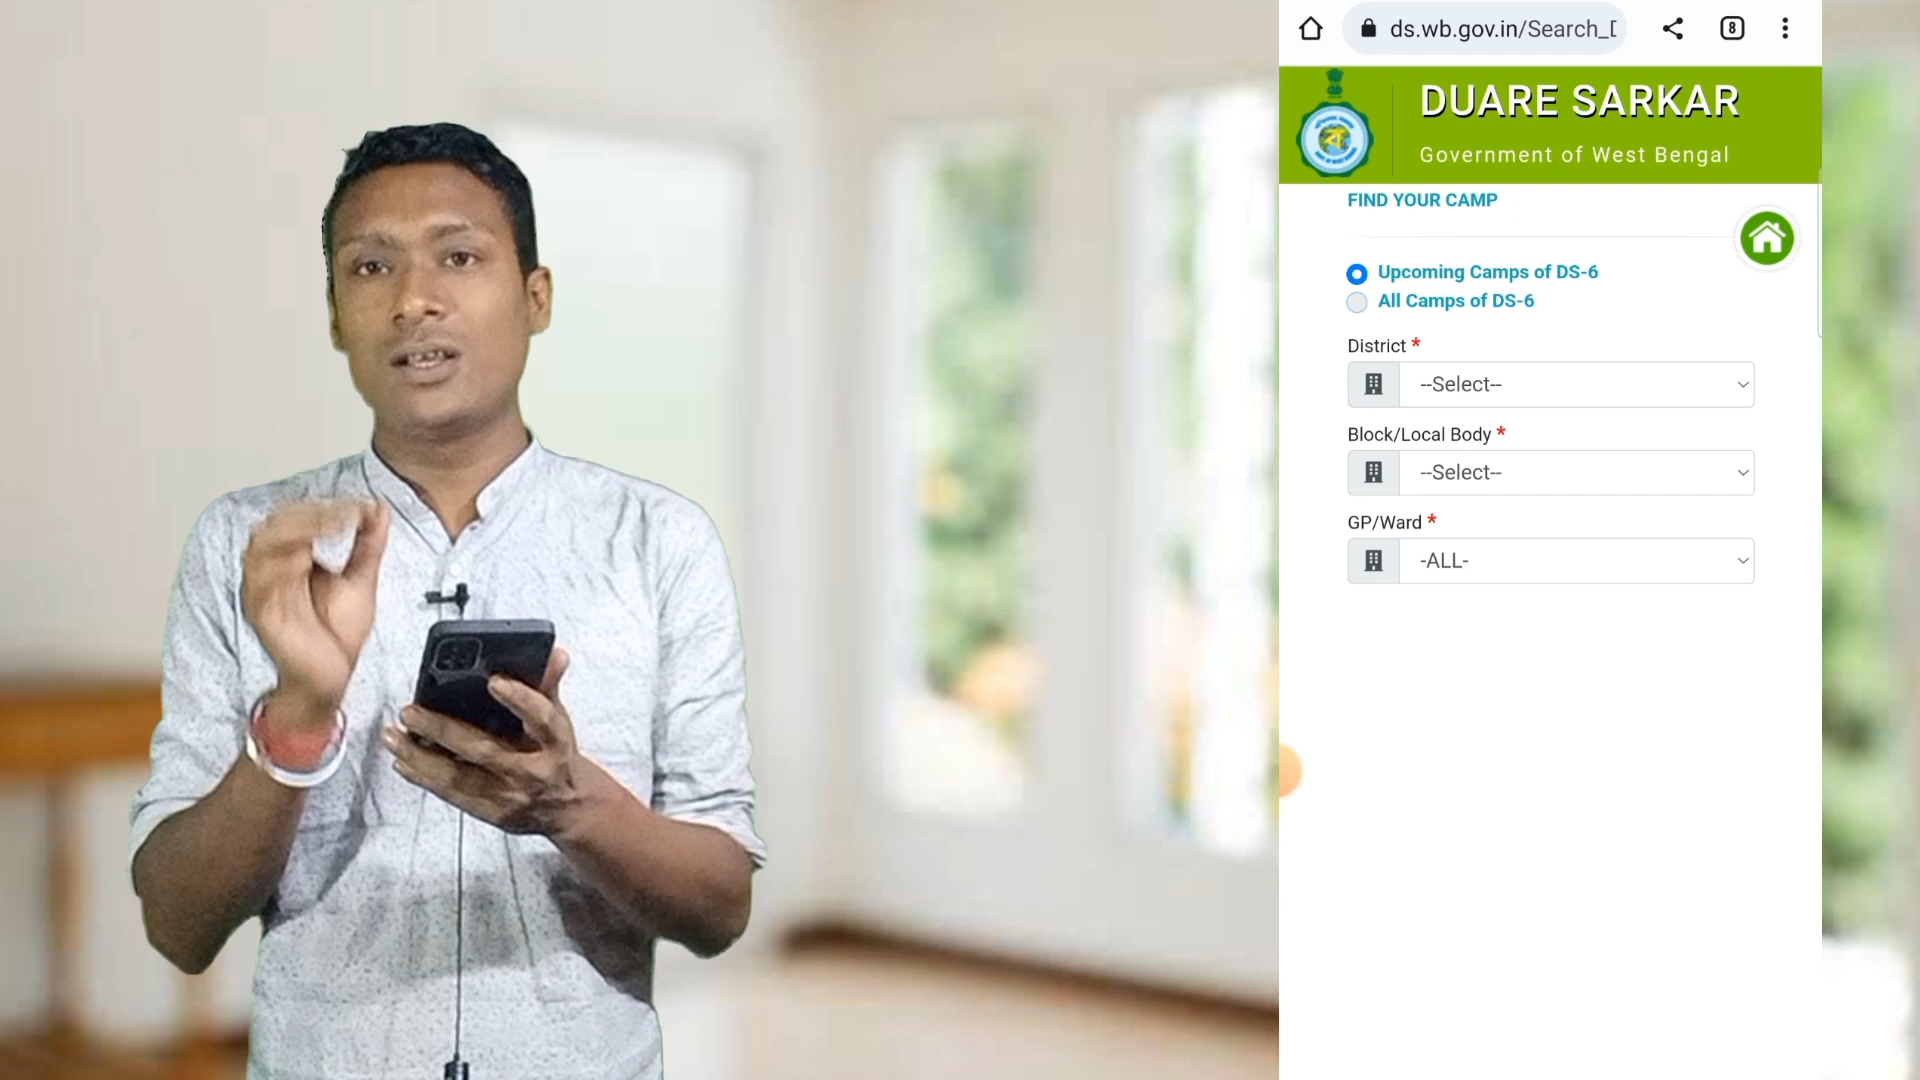 ds.wb.gov.in/Search_
8
DUARE SARKAR
Government of West Bengal
FIND YOUR CAMP
Upcoming Camps of DS-6
All Camps of DS-6
District *
--Select--
Block/Local Body *
--Select--
GP/Ward *
-ALL-